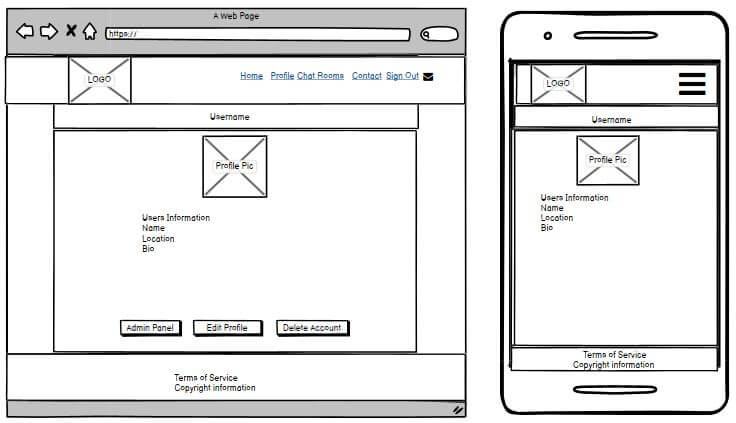 A Web Page
https://
LOGO
Home Profile Chat Rooms Contact Sign Out
Username
Profile Pic
Users Information
Name
Location
Bio
Admin Panel Edit Profile Delete Account
Terms of Service
Copyright information
LOGO
Username
Profile Pic
Users Information
Name
Location
Bio
Terms of Service
Copyright information